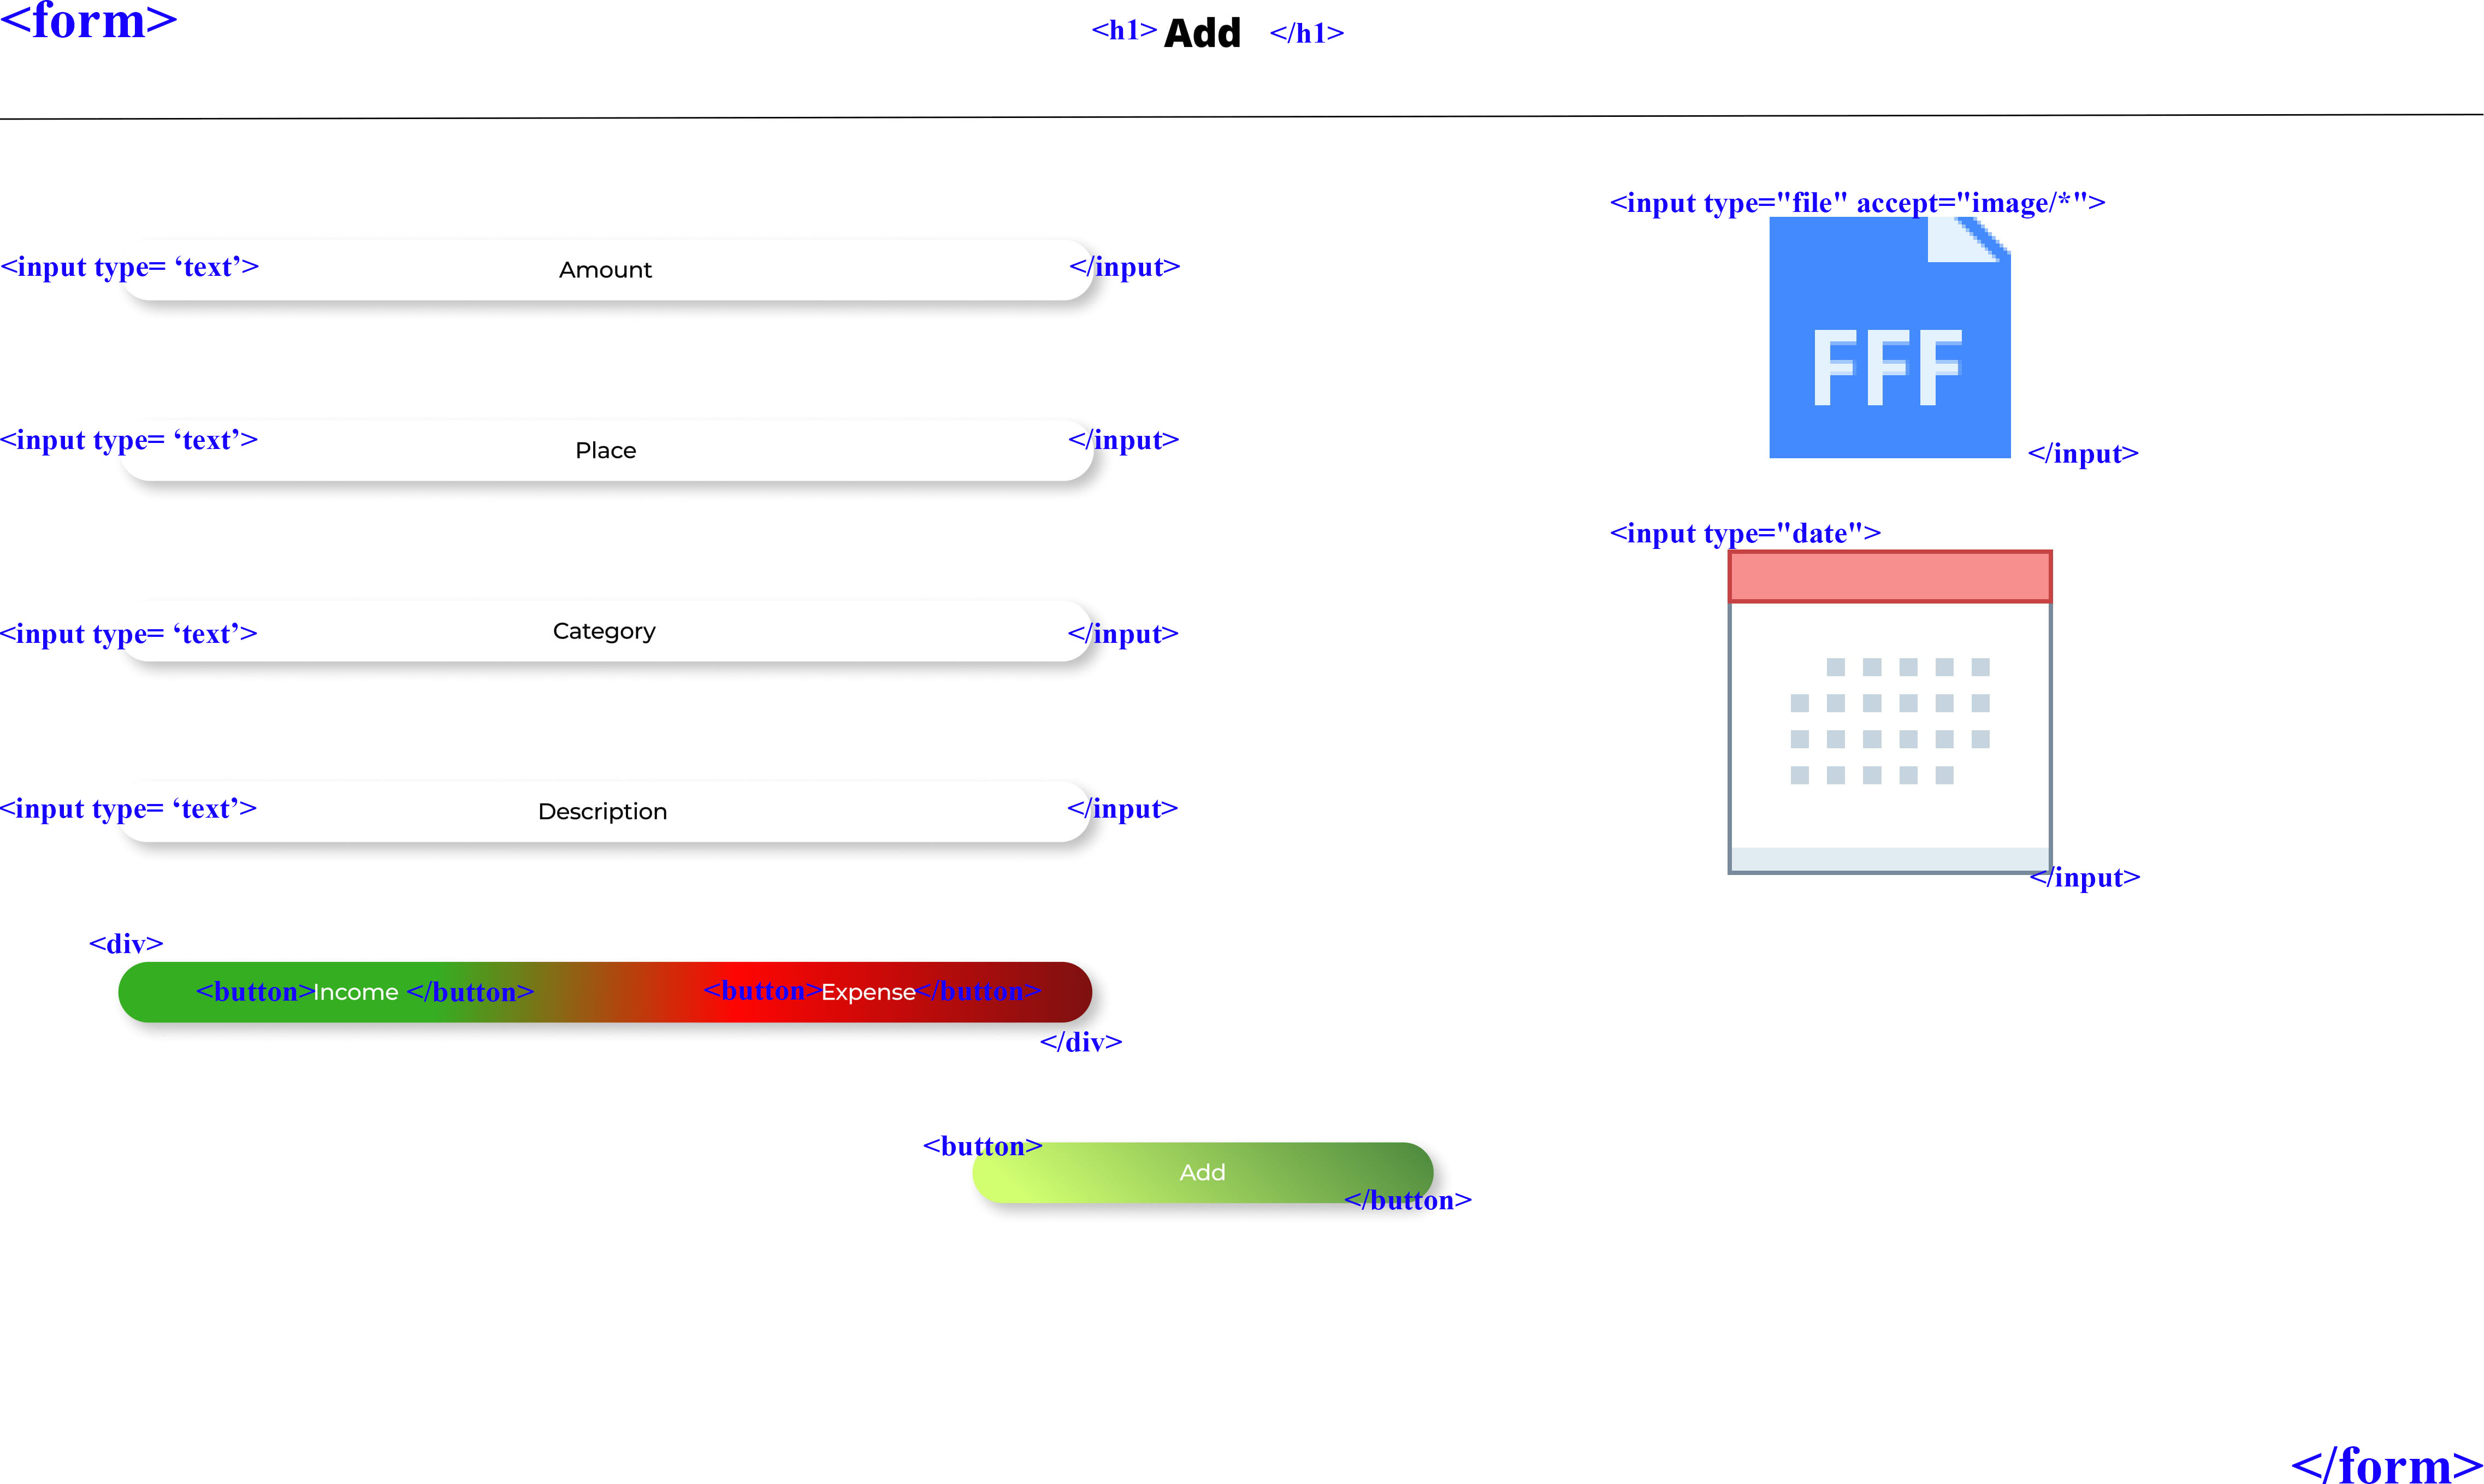 <form>
<h1> Add </h1>
<input type="file" accept="image/*">
<input type= ‘text’> Amount </input>
FFF
<input type= ‘text’> Place </input>
</input>
<input type="date">
<input type= ‘text’> Category </input>
<input type= ‘text’> Description </input>
</input>
<div>
<button>Income </button> <button>Expense</button>
</div>
<button>
Add
</button>
</form>